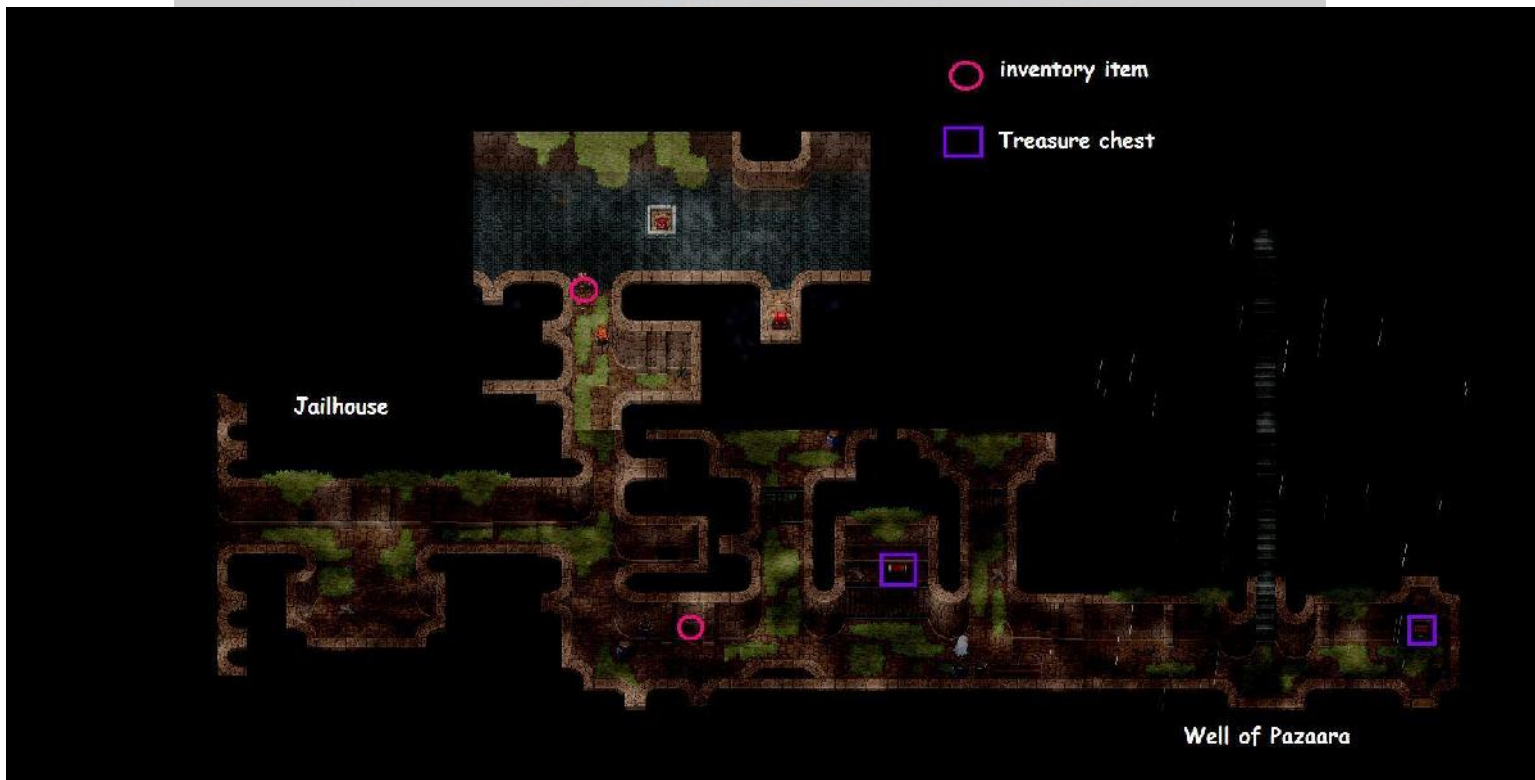 inventory item
Treasure chest
Jailhouse
Well of Pazaara